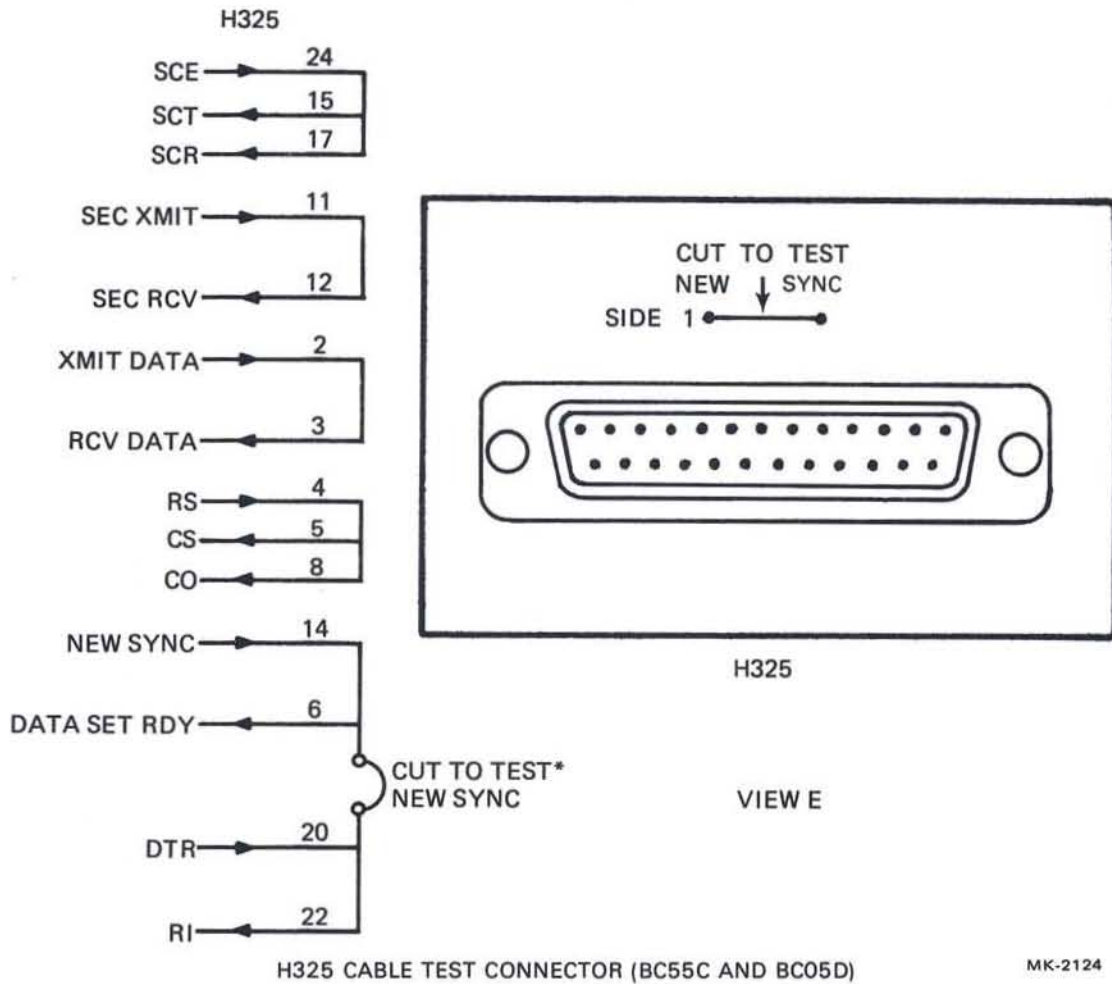 H325
SCE 24
SCT 15
SCR 17
SEC XMIT 11
SEC RCV 12
XMIT DATA 2
RCV DATA 3
RS 4
CS 5
CO 8
NEW SYNC 14
DATA SET RDY 6
CUT TO TEST*
NEW SYNC
DTR 20
RI 22
CUT TO TEST
NEW SYNC
SIDE 1
H325
VIEW E
H325 CABLE TEST CONNECTOR (BC55C AND BC05D)
MK-2124